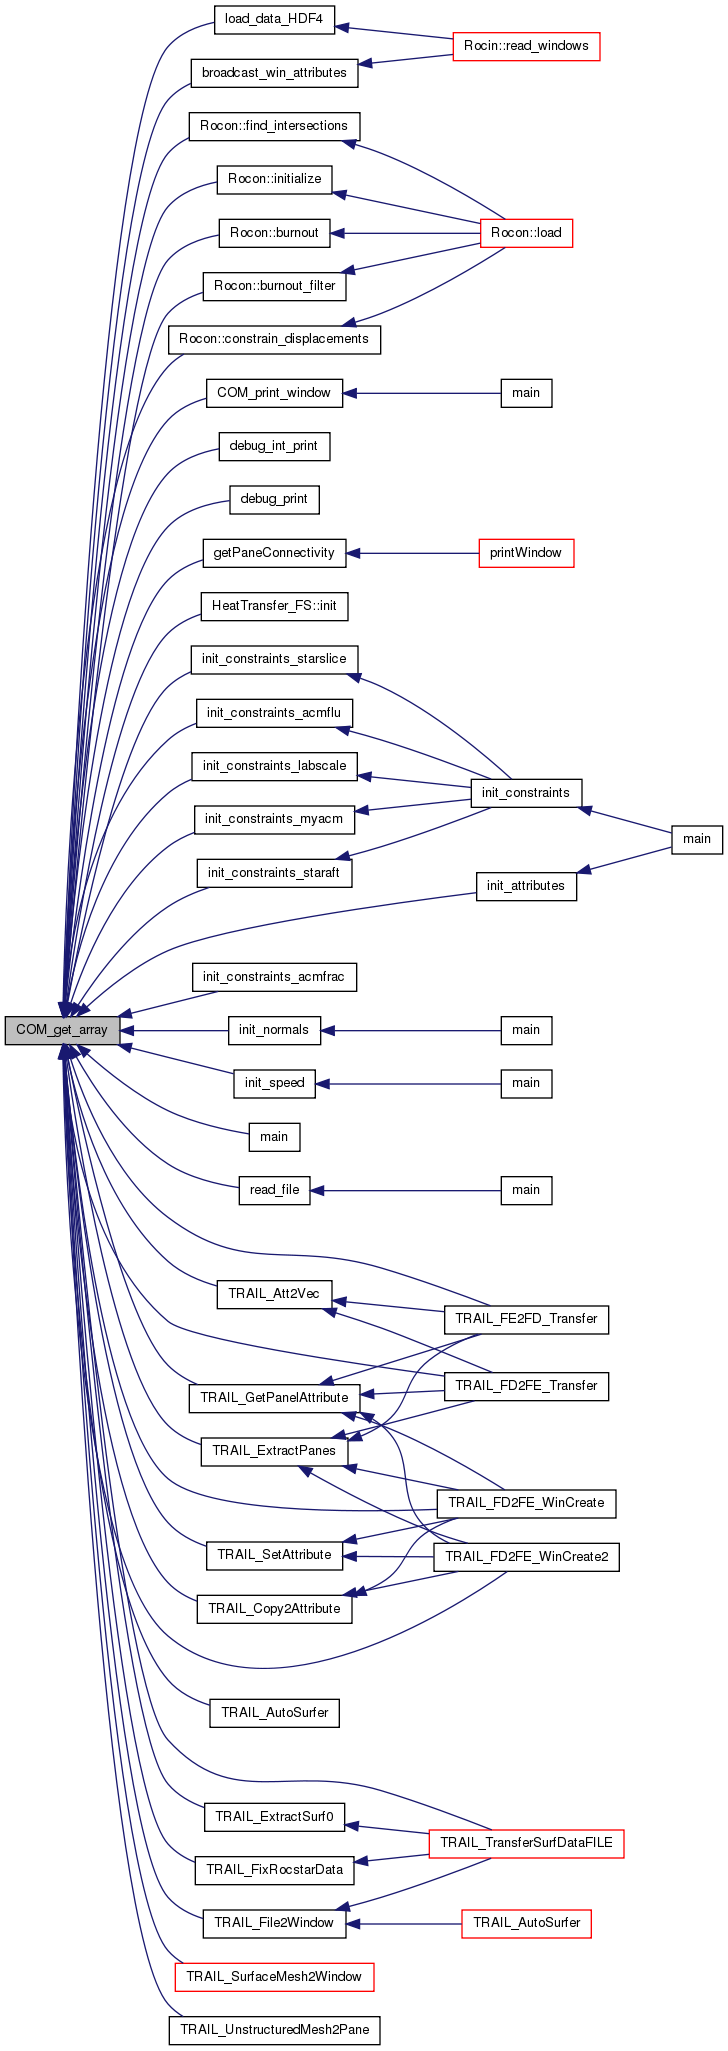 load_data_HDF4
Rocin::read_windows
broadcast_win_attributes
Rocon::find_intersections
Rocon::initialize
Rocon::burnout
Rocon::load
Rocon::burnout_filter
Rocon::constrain_displacements
COM_print_window
main
debug_int_print
debug_print
getPaneConnectivity
printWindow
HeatTransfer_FS::init
init_constraints_starslice
init_constraints_acmflu
init_constraints_labscale
init_constraints
init_constraints_myacm
main
init_constraints_staraft
init_attributes
init_constraints_acmfrac
COM_get_array
init_normals
main
init_speed
main
main
read_file
main
TRAIL_Att2Vec
TRAIL_FE2FD_Transfer
TRAIL_GetPanelAttribute
TRAIL_FD2FE_Transfer
TRAIL_ExtractPanes
TRAIL_FD2FE_WinCreate
TRAIL_SetAttribute
TRAIL_FD2FE_WinCreate2
TRAIL_Copy2Attribute
TRAIL_AutoSurfer
TRAIL_ExtractSurf0
TRAIL_TransferSurfDataFILE
TRAIL_FixRocstarData
TRAIL_File2Window
TRAIL_AutoSurfer
TRAIL_SurfaceMesh2Window
TRAIL_UnstructuredMesh2Pane